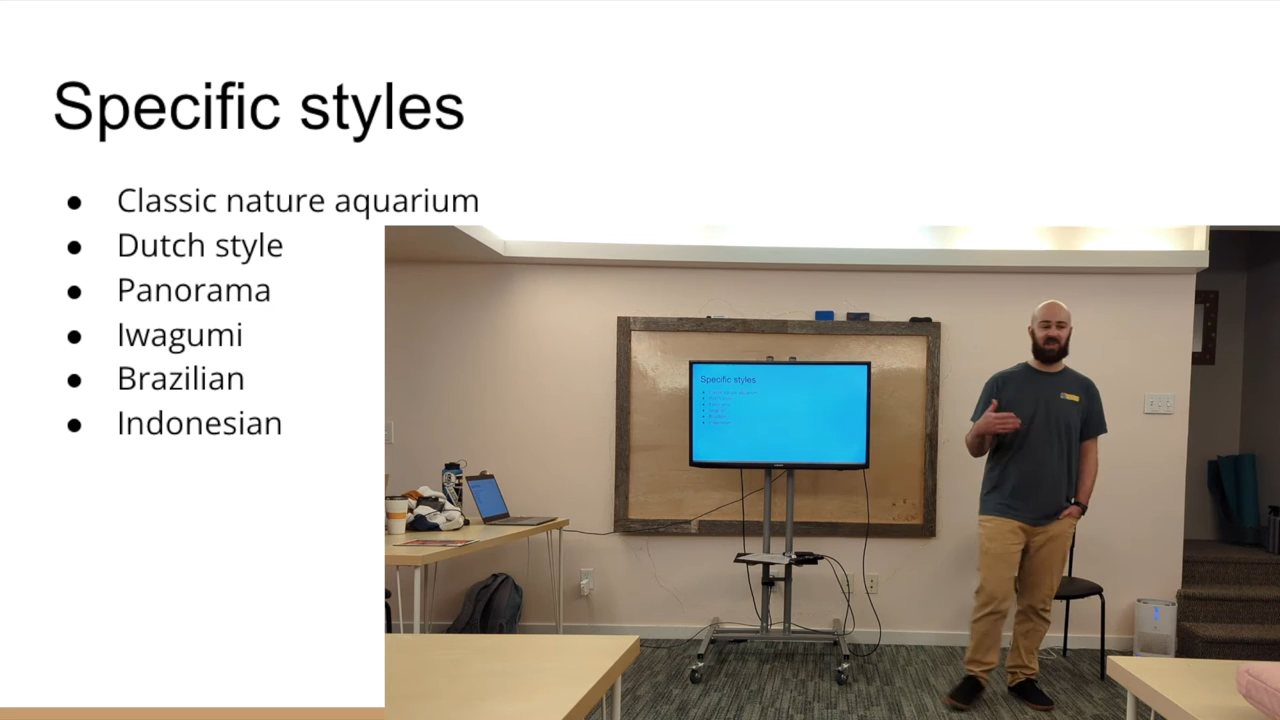 Specific styles
● Classic nature aquarium
● Dutch style
● Panorama
● Iwagumi
● Brazilian
● Indonesian
Specific styles